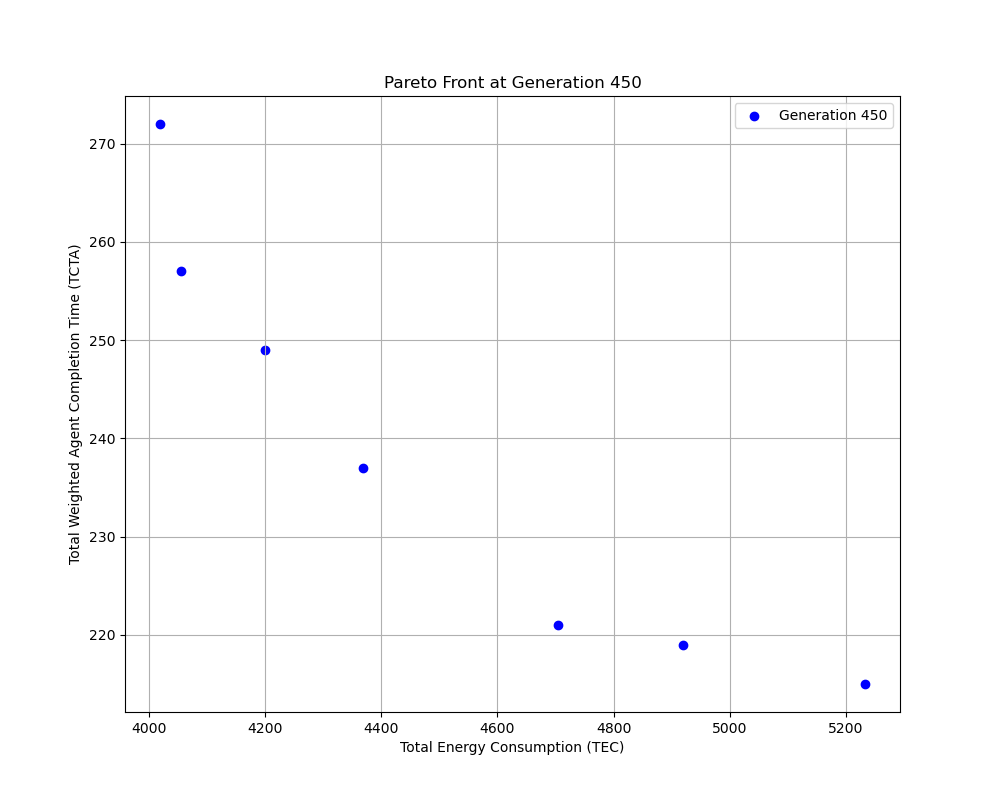 Pareto Front at Generation 450
Generation 450
Total Weighted Agent Completion Time (TCTA)
270
260
250
240
230
220
4000 4200 4400 4600 4800 5000 5200
Total Energy Consumption (TEC)